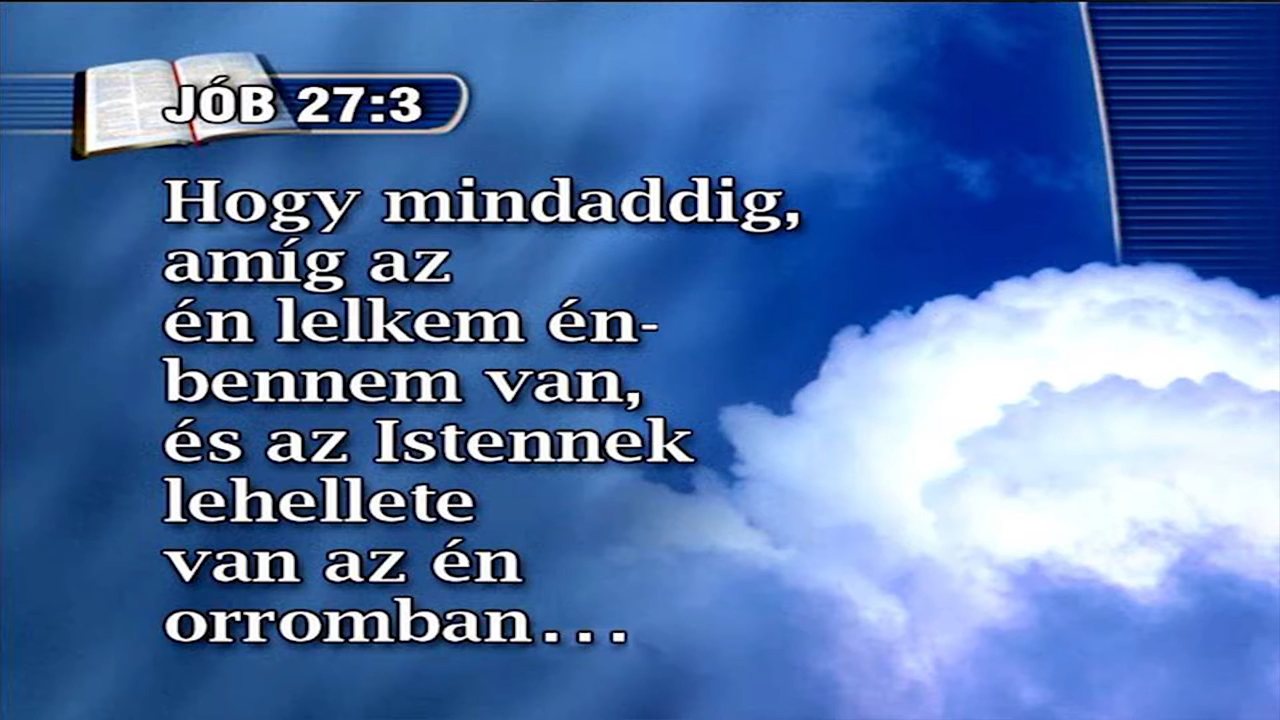 JÓB 27:3
Hogy mindaddig,
amíg az
én lelkem én-
bennem van,
és az Istennek
lehellete
van az én
orromban...